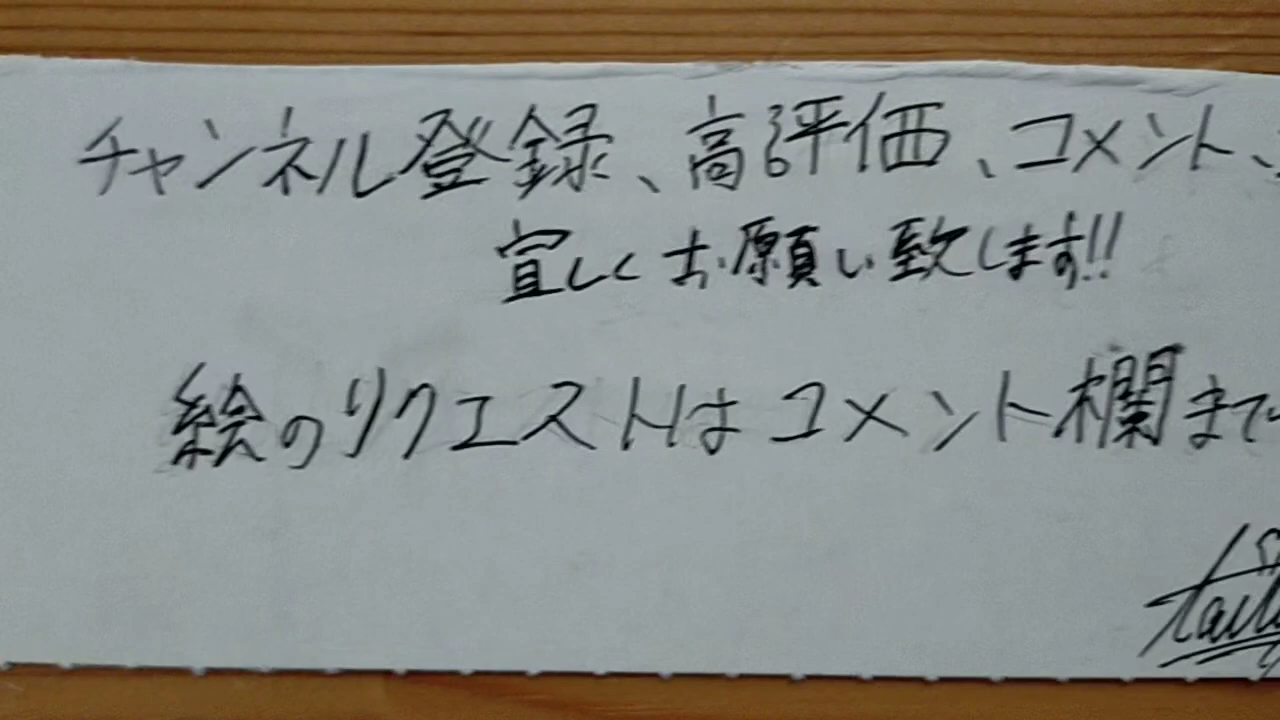 チャンネル登録、高評価、コメント、
宜しくお願い致します!!
絵のリクエストはコメント欄まで